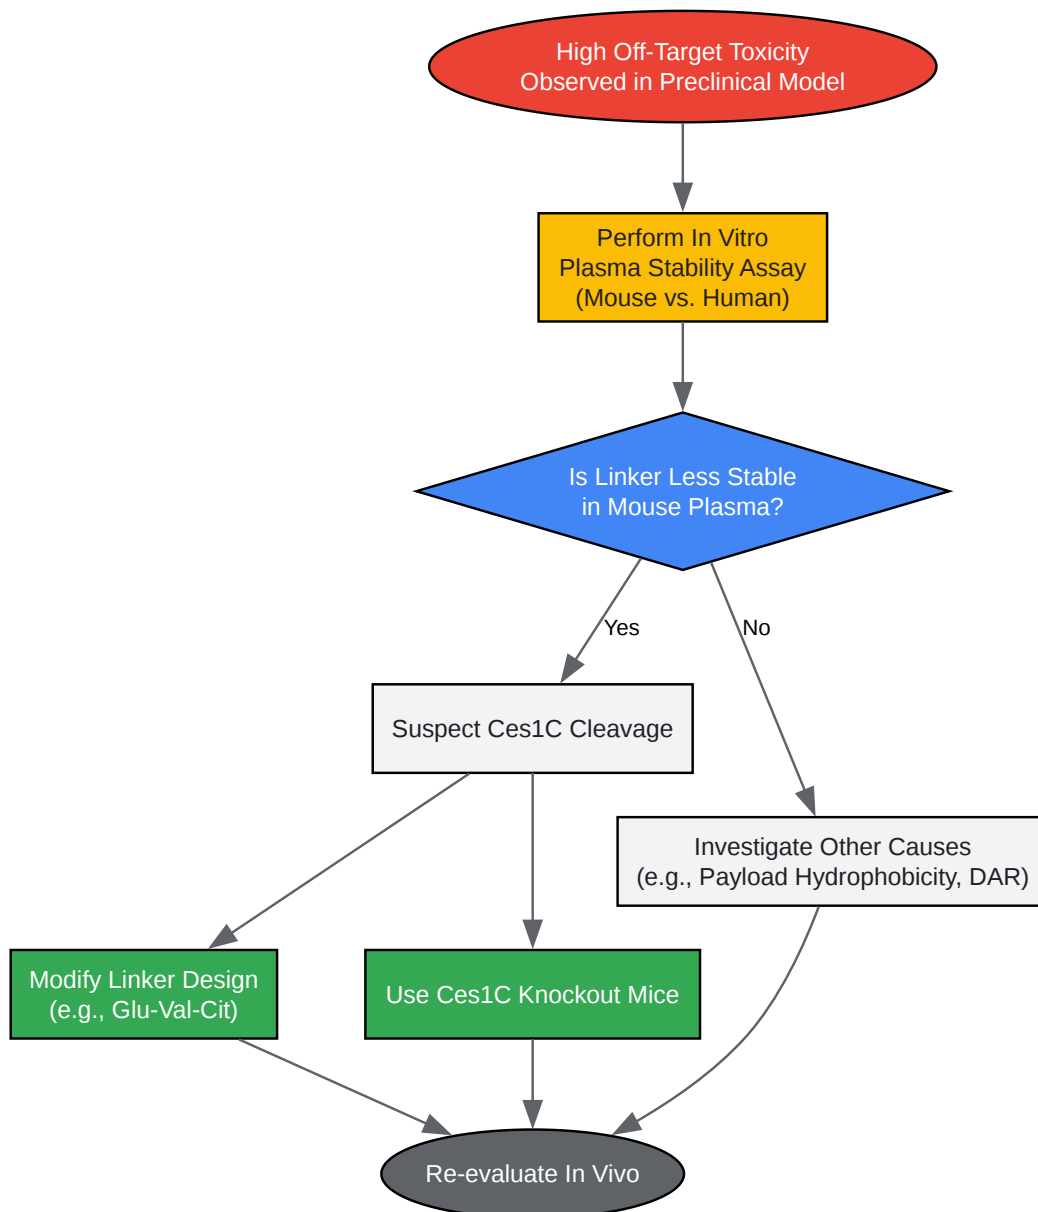 High Off-Target Toxicity
Observed in Preclinical Model
Perform In Vitro
Plasma Stability Assay
(Mouse vs. Human)
Is Linker Less Stable
in Mouse Plasma?
Yes
No
Suspect Ces1C Cleavage
Investigate Other Causes
(e.g., Payload Hydrophobicity, DAR)
Modify Linker Design
(e.g., Glu-Val-Cit)
Use Ces1C Knockout Mice
Re-evaluate In Vivo